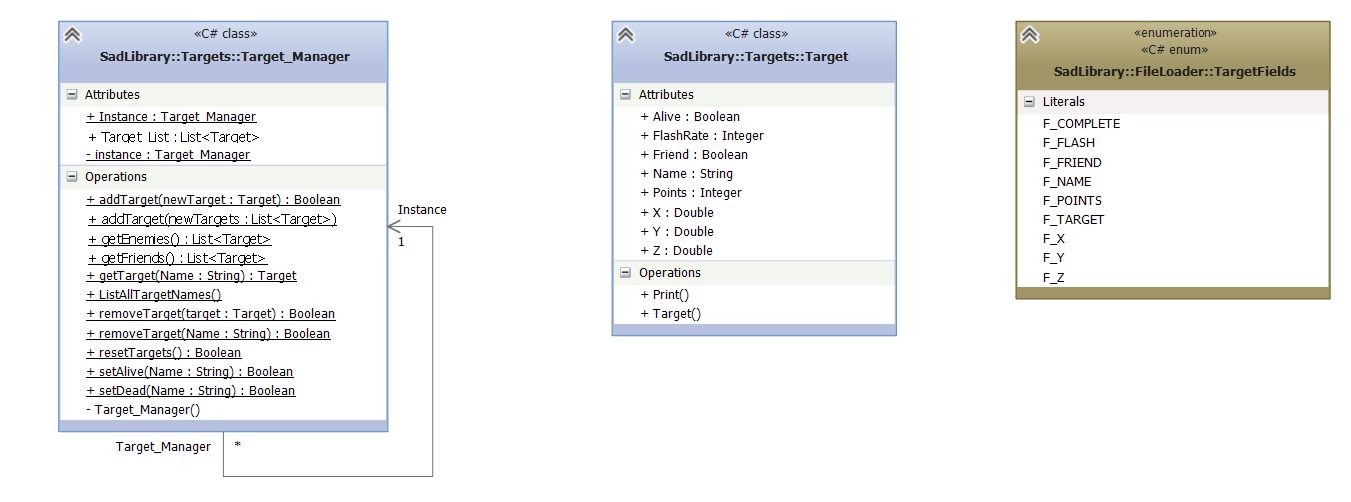 «C# class»
SadLibrary::Targets::Target_Manager
Attributes
+ Instance : Target_Manager
+ Target_List : List<Target>
- instance : Target_Manager
Operations
+ addTarget(newTarget : Target) : Boolean
+ addTarget(newTargets : List<Target>)
+ getEnemies() : List<Target>
+ getFriends() : List<Target>
+ getTarget(Name : String) : Target
+ ListAllTargetNames()
+ removeTarget(target : Target) : Boolean
+ removeTarget(Name : String) : Boolean
+ resetTargets() : Boolean
+ setAlive(Name : String) : Boolean
+ setDead(Name : String) : Boolean
- Target_Manager()
Instance
1
Target_Manager
*
«C# class»
SadLibrary::Targets::Target
Attributes
+ Alive : Boolean
+ FlashRate : Integer
+ Friend : Boolean
+ Name : String
+ Points : Integer
+ X : Double
+ Y : Double
+ Z : Double
Operations
+ Print()
+ Target()
«enumeration»
«C# enum»
SadLibrary::FileLoader::TargetFields
Literals
F_COMPLETE
F_FLASH
F_FRIEND
F_NAME
F_POINTS
F_TARGET
F_X
F_Y
F_Z